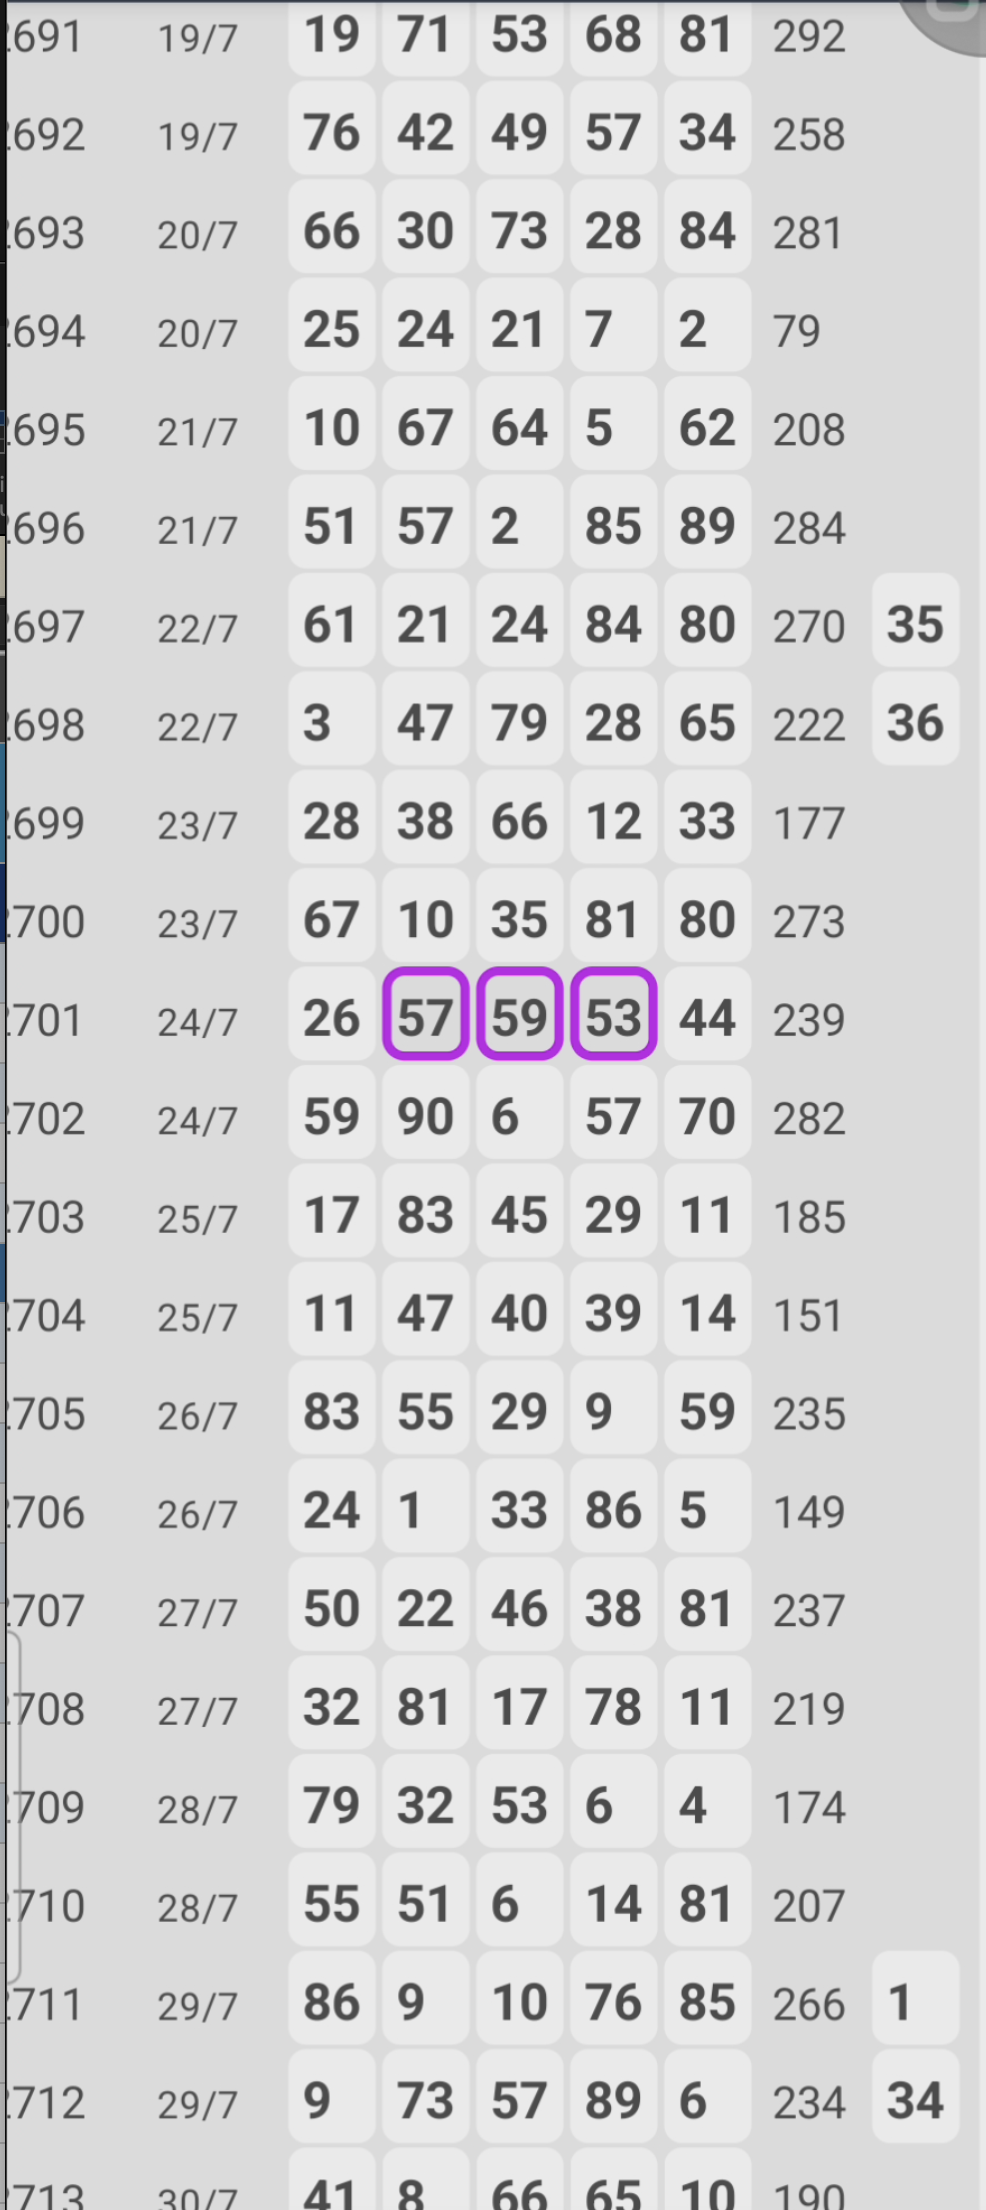 691 19/7 19 71 53 68 81 292
692 19/7 76 42 49 57 34 258
693 20/7 66 30 73 28 84 281
694 20/7 25 24 21 7 2 79
695 21/7 10 67 64 5 62 208
696 21/7 51 57 2 85 89 284
697 22/7 61 21 24 84 80 270 35
698 22/7 3 47 79 28 65 222 36
699 23/7 28 38 66 12 33 177
700 23/7 67 10 35 81 80 273
701 24/7 26 57 59 53 44 239
702 24/7 59 90 6 57 70 282
703 25/7 17 83 45 29 11 185
704 25/7 11 47 40 39 14 151
705 26/7 83 55 29 9 59 235
706 26/7 24 1 33 86 5 149
707 27/7 50 22 46 38 81 237
708 27/7 32 81 17 78 11 219
709 28/7 79 32 53 6 4 174
710 28/7 55 51 6 14 81 207
711 29/7 86 9 10 76 85 266 1
712 29/7 9 73 57 89 6 234 34
713 30/7 41 8 66 65 10 190